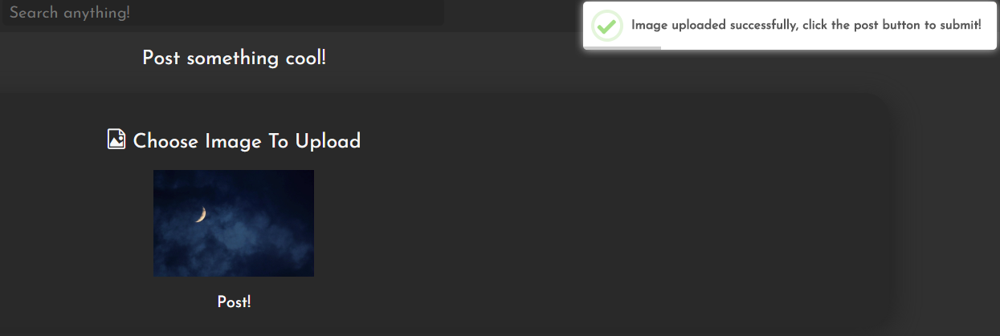 Search anything!
Image uploaded successfully, click the post button to submit!
Post something cool!
Choose Image To Upload
Post!